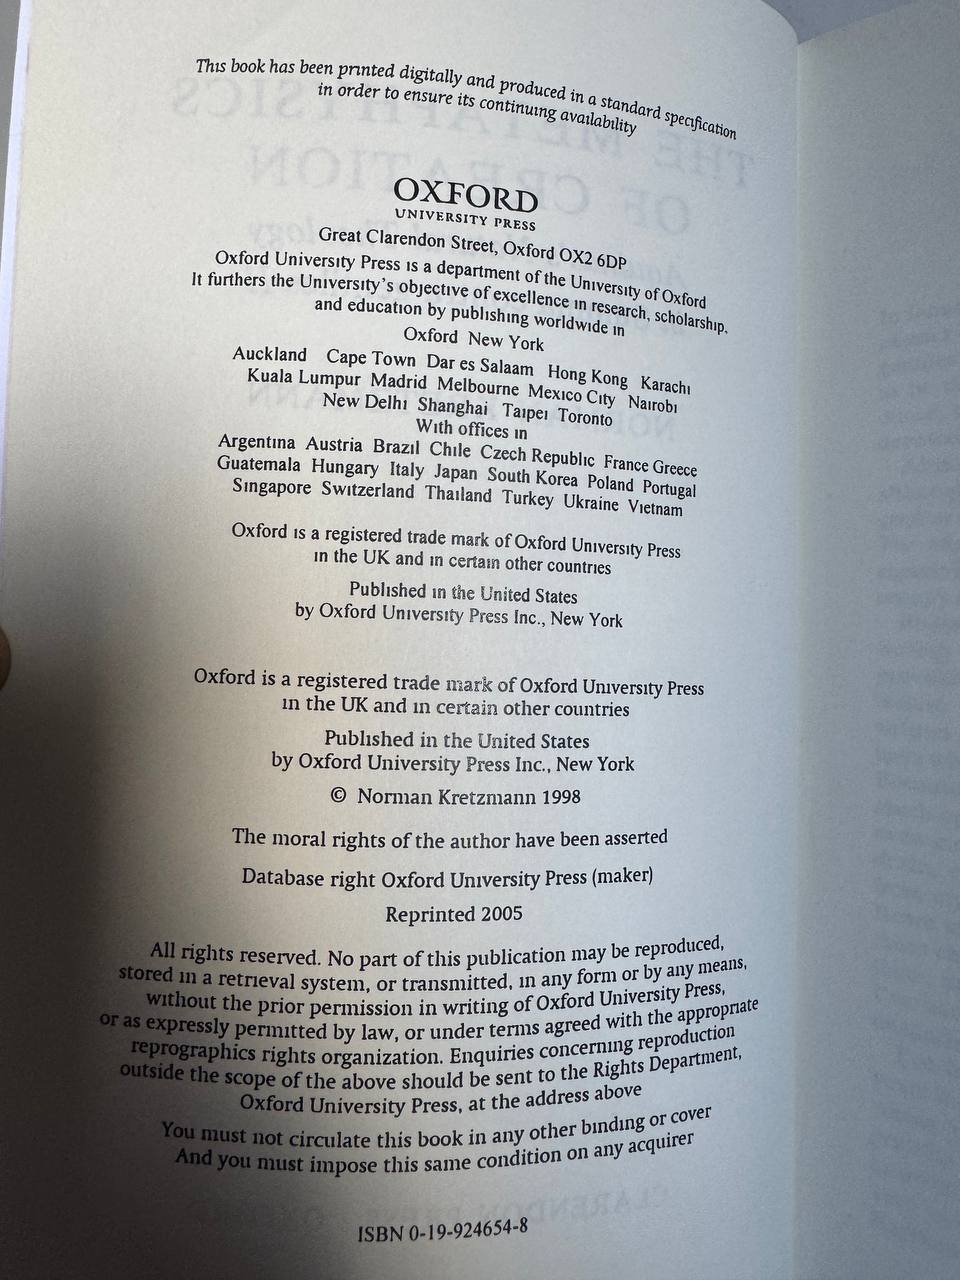 This book has been printed digitally and produced in a standard specification
in order to ensure its continuing availability
OXFORD
UNIVERSITY PRESS
Great Clarendon Street, Oxford OX2 6DP
Oxford University Press is a department of the University of Oxford
It furthers the University's objective of excellence in research, scholarship,
and education by publishing worldwide in
Oxford New York
Auckland Cape Town Dar es Salaam Hong Kong Karachi
Kuala Lumpur Madrid Melbourne Mexico City Nairobi
New Delhi Shanghai Taipei Toronto
With offices in
Argentina Austria Brazil Chile Czech Republic France Greece
Guatemala Hungary Italy Japan South Korea Poland Portugal
Singapore Switzerland Thailand Turkey Ukraine Vietnam
Oxford is a registered trade mark of Oxford University Press
in the UK and in certain other countries
Published in the United States
by Oxford University Press Inc., New York
Oxford is a registered trade mark of Oxford University Press
in the UK and in certain other countries
Published in the United States
by Oxford University Press Inc., New York
© Norman Kretzmann 1998
The moral rights of the author have been asserted
Database right Oxford University Press (maker)
Reprinted 2005
All rights reserved. No part of this publication may be reproduced,
stored in a retrieval system, or transmitted, in any form or by any means,
without the prior permission in writing of Oxford University Press,
or as expressly permitted by law, or under terms agreed with the appropriate
reprographics rights organization. Enquiries concerning reproduction
outside the scope of the above should be sent to the Rights Department,
Oxford University Press, at the address above
You must not circulate this book in any other binding or cover
And you must impose this same condition on any acquirer
ISBN 0-19-924654-8